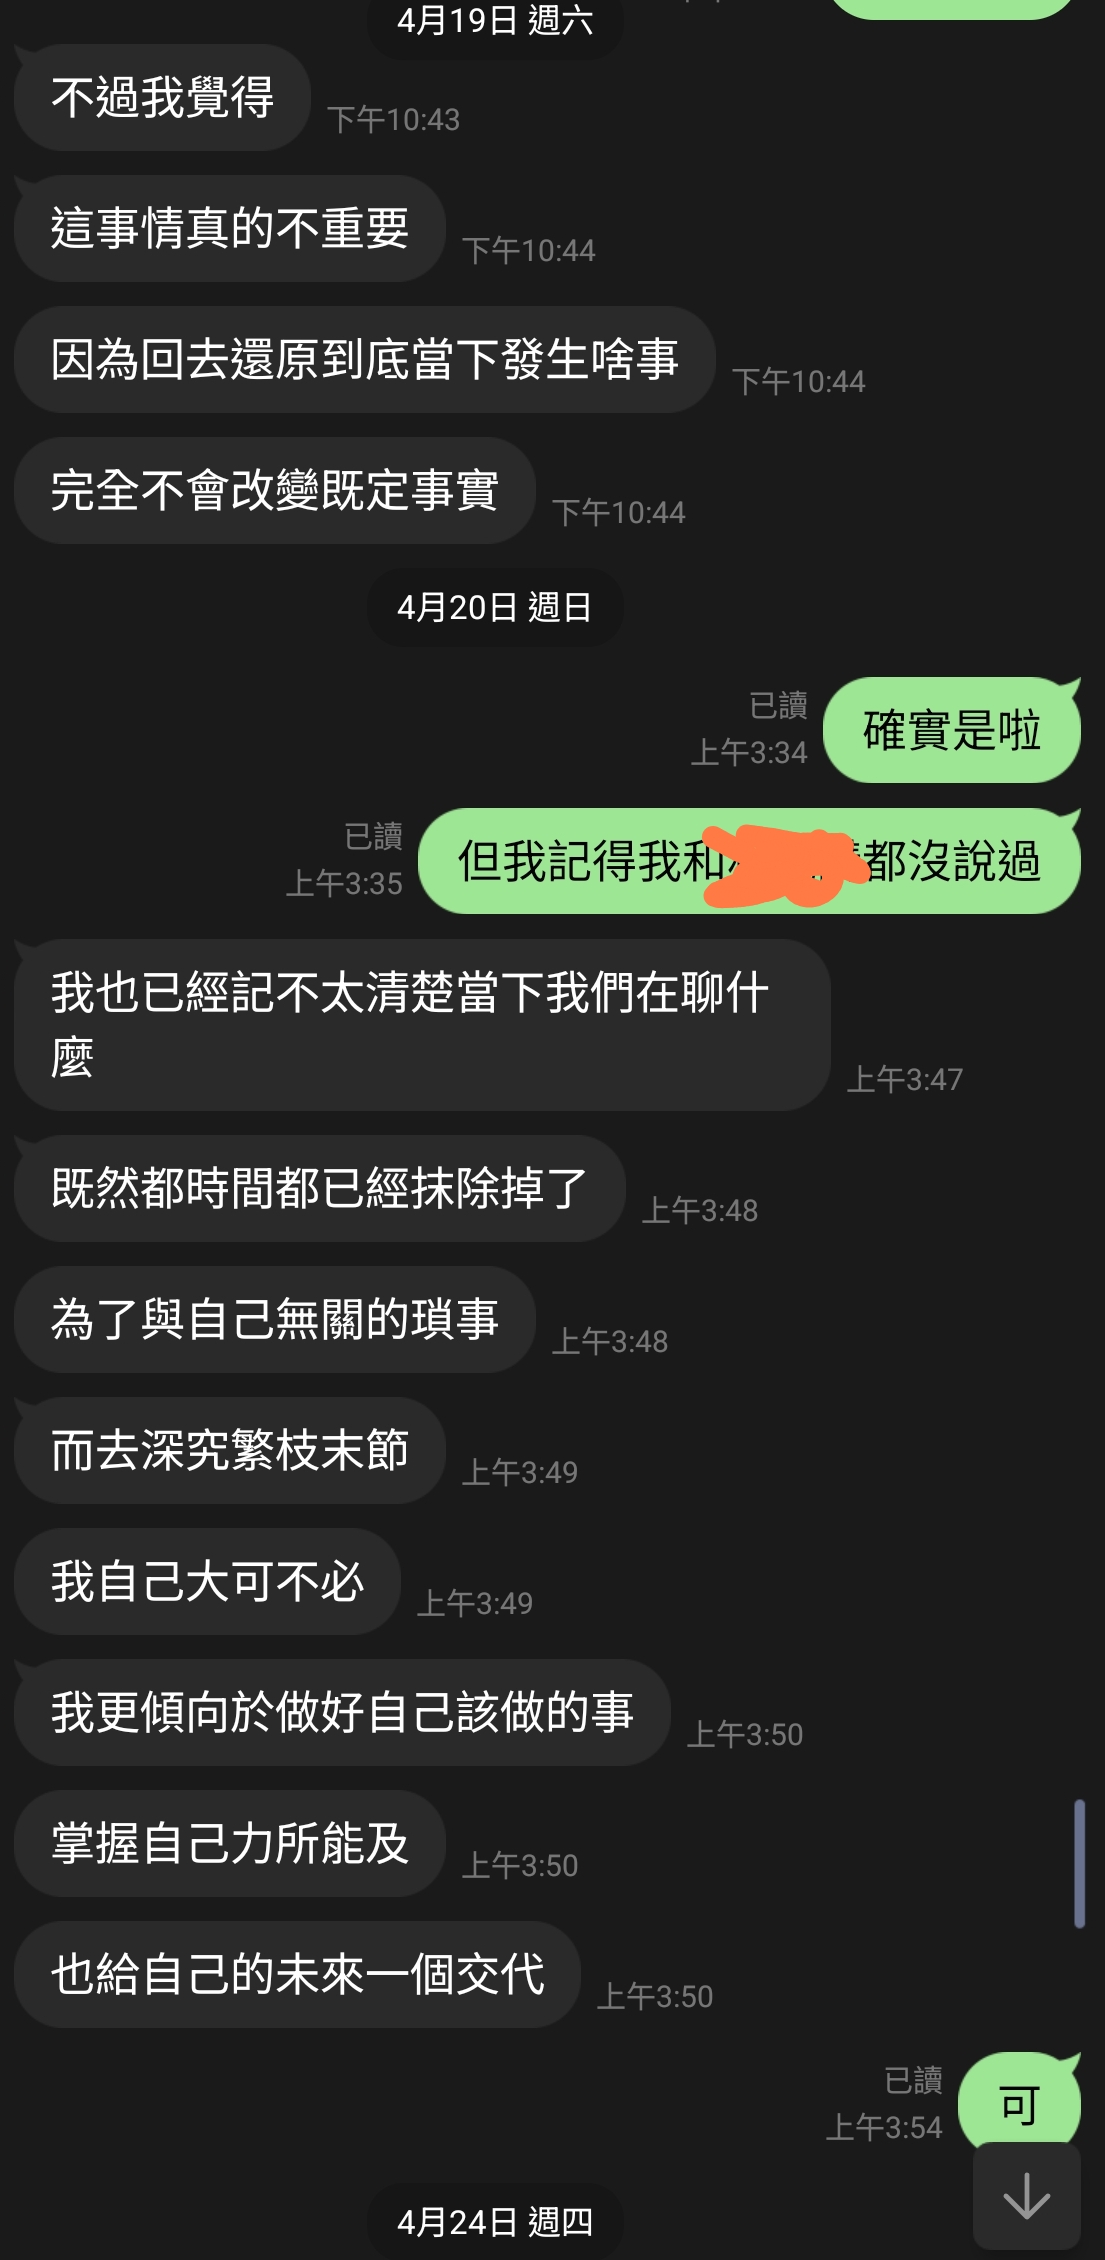 4月19日 週六
不過我覺得
下午10:43
這事情真的不重要
下午10:44
因為回去還原到底當下發生啥事
下午10:44
完全不會改變既定事實
下午10:44
4月20日 週日
已讀
上午3:34
確實是啦
已讀
上午3:35
但我記得我和都沒說過
我也已經記不太清楚當下我們在聊什
麼
上午3:47
既然都時間都已經抹除掉了
上午3:48
為了與自己無關的瑣事
上午3:48
而去深究繁枝末節
上午3:49
我自己大可不必
上午3:49
我更傾向於做好自己該做的事
上午3:50
掌握自己力所能及
上午3:50
也給自己的未來一個交代
上午3:50
已讀
上午3:54
可
4月24日 週四